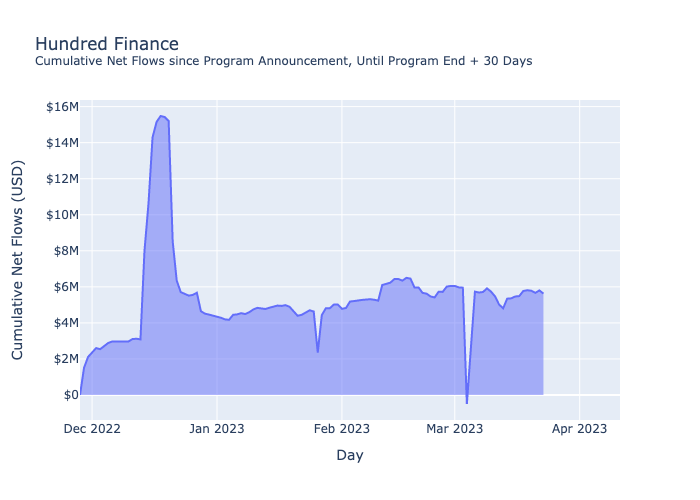 Hundred Finance
Cumulative Net Flows since Program Announcement, Until Program End + 30 Days
Cumulative Net Flows (USD)
$16M
$14M
$12M
$10M
$8M
$6M
$4M
$2M
$0
Dec 2022
Jan 2023
Feb 2023
Mar 2023
Apr 2023
Day